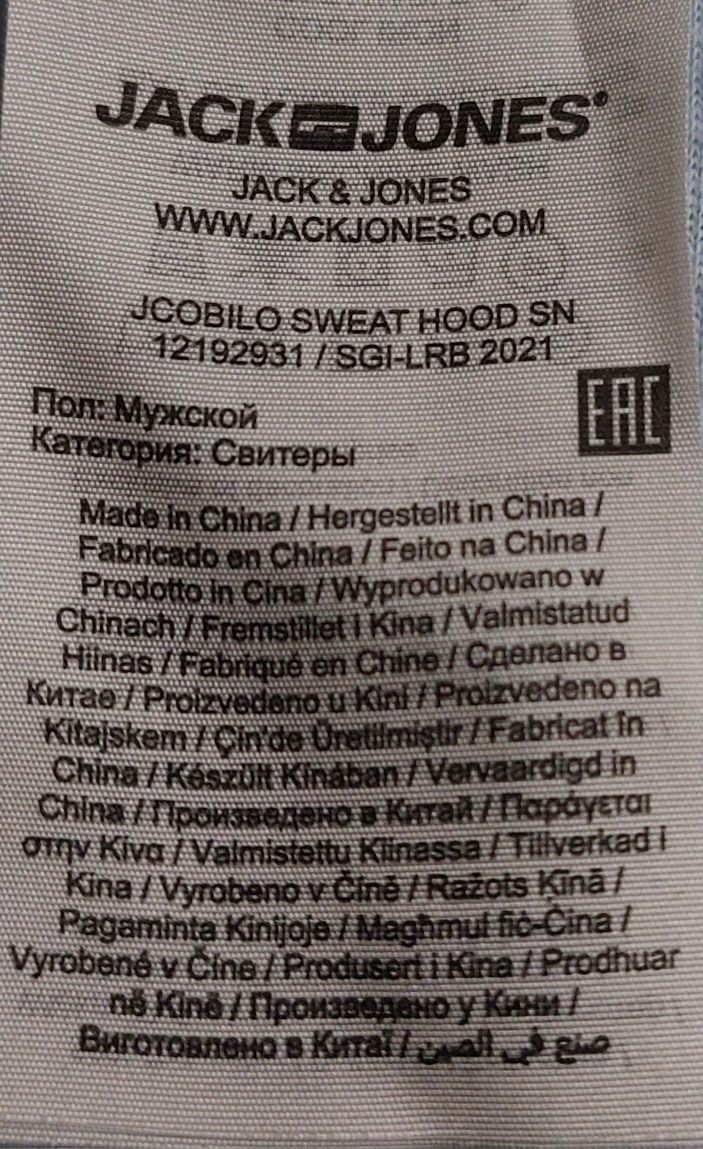 JACK JONES®
JACK & JONES
WWW.JACKJONES.COM
JCOBILO SWEAT HOOD SN
12192931 / SGI-LRB 2021
Пол: Мужской
Категория: Свитеры
EAC
Made in China / Hergestellt in China /
Fabricado en China / Feito na China /
Prodotto in Cina / Wyprodukowano w
Chinach / Fremstillet i Kina / Valmistatud
Hiinas / Fabriqué en Chine / Сделано в
Китае / Proizvedeno u Kini / Proizvedeno na
Kitajskem / Çin'de Üretilmiştir / Fabricat în
China / Készült Kínában / Vervaardigd in
China / Произведено в Китай / Παράγεται
στην Κίνα / Valmistettu Kiinassa / Tillverkad i
Kina / Vyrobeno v Číně / Ražots Ķīnā /
Pagaminta Kinijoje / Magħmul fiċ-Ċina /
Vyrobené v Číne / Produsert i Kina / Prodhuar
në Kinë / Произведено у Кини /
Виготовлено в Китаї / صنع في الصين